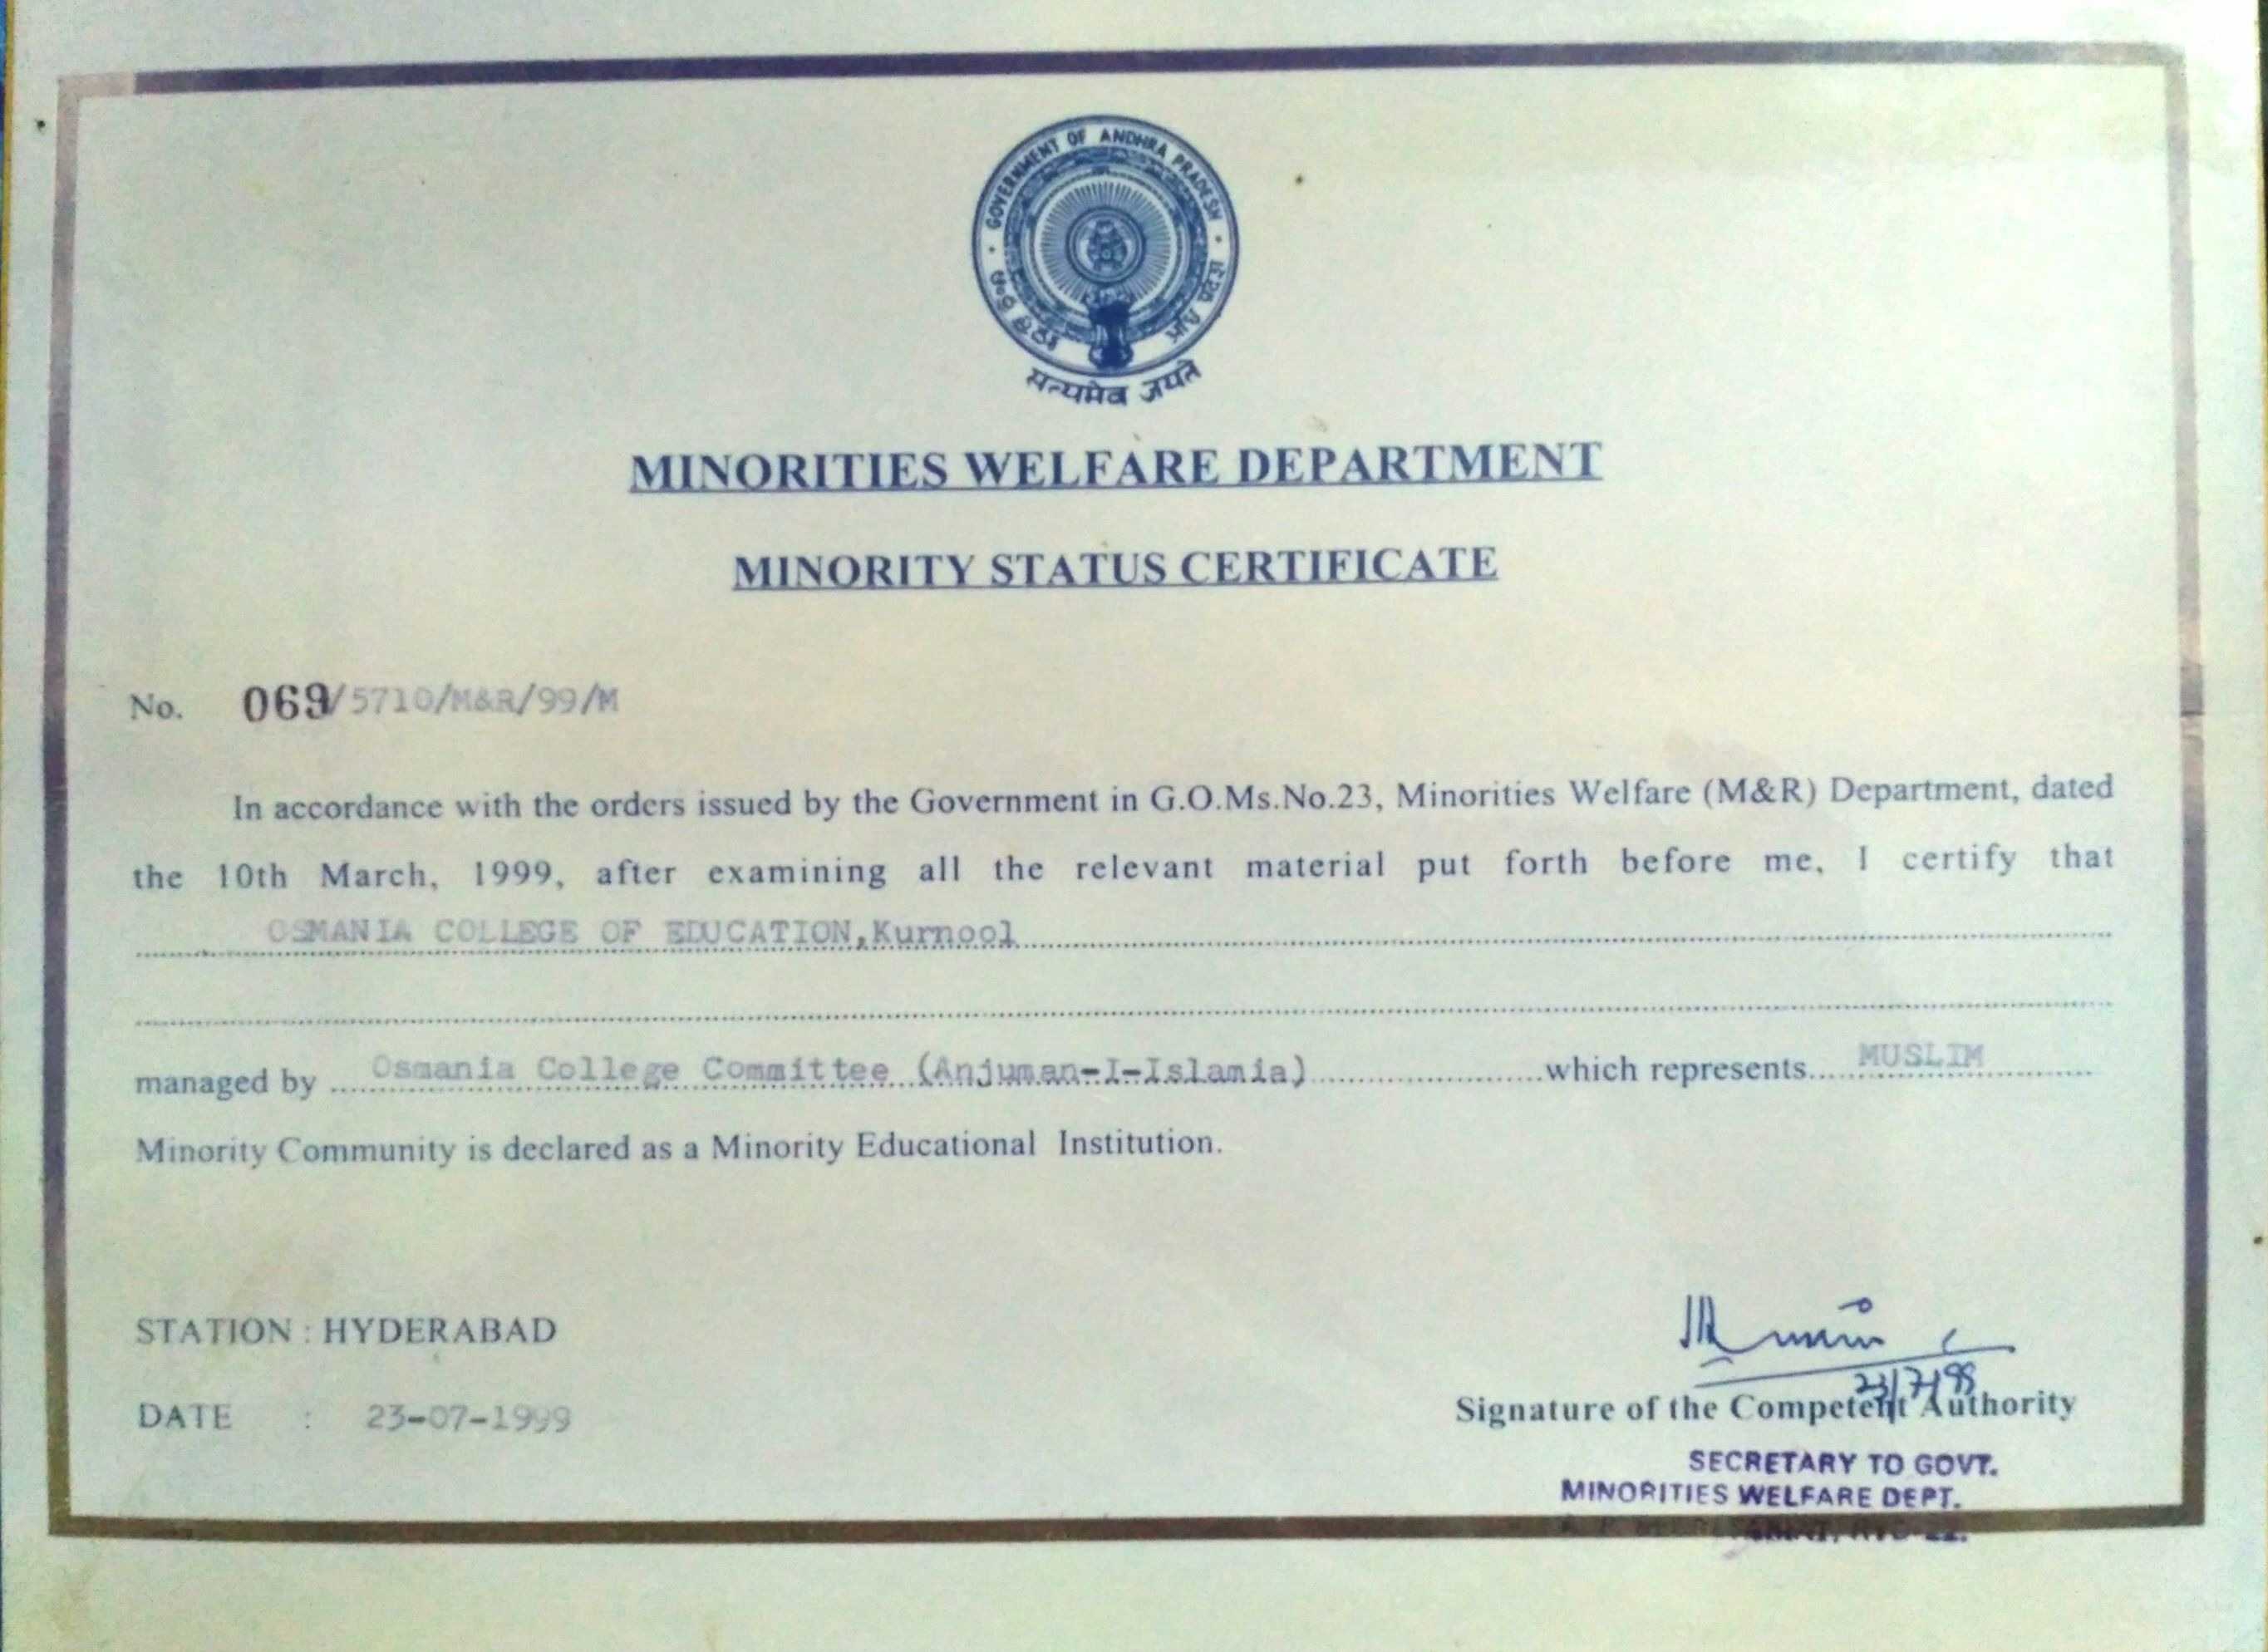 GOVERNMENT OF ANDHRA PRADESH
सत्यमेव जयते
MINORITIES WELFARE DEPARTMENT
MINORITY STATUS CERTIFICATE
No. 069/5710/M&R/99/M
In accordance with the orders issued by the Government in G.O.Ms.No.23, Minorities Welfare (M&R) Department, dated
the 10th March, 1999, after examining all the relevant material put forth before me, I certify that
OSMANIA COLLEGE OF EDUCATION,Kurnool
managed by Osmania College Committee (Anjuman-I-Islamia) which represents MUSLIM
Minority Community is declared as a Minority Educational Institution.
STATION : HYDERABAD
23/7/99
Signature of the Competent Authority
DATE : 23-07-1999
SECRETARY TO GOVT.
MINORITIES WELFARE DEPT.